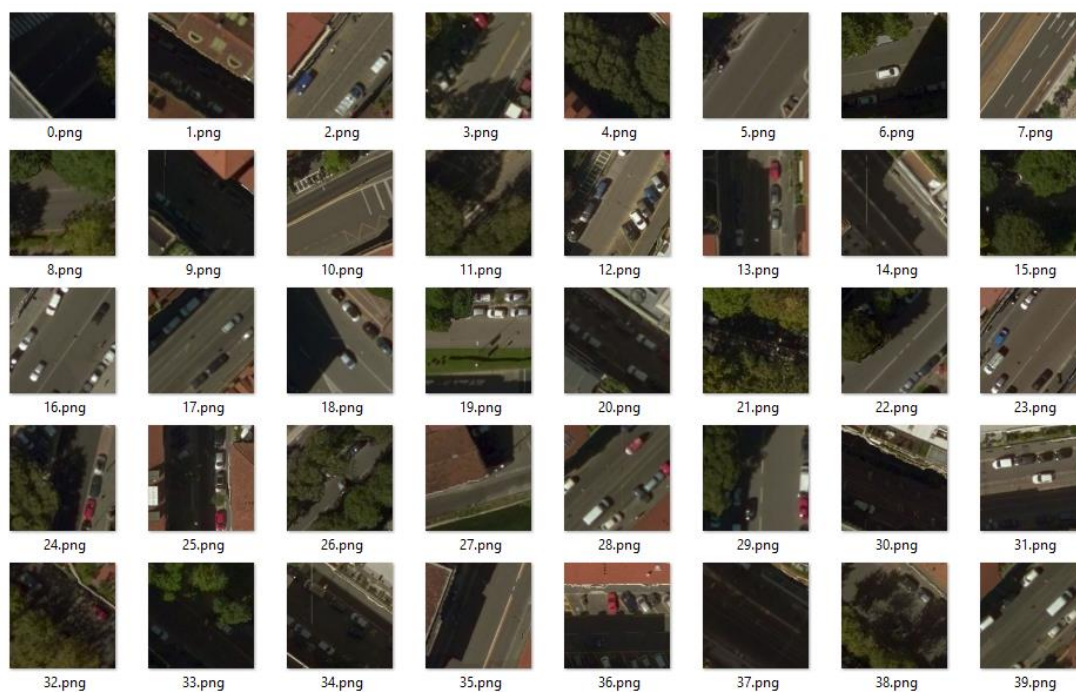 0.png 1.png 2.png 3.png 4.png 5.png 6.png 7.png
8.png 9.png 10.png 11.png 12.png 13.png 14.png 15.png
16.png 17.png 18.png 19.png 20.png 21.png 22.png 23.png
24.png 25.png 26.png 27.png 28.png 29.png 30.png 31.png
32.png 33.png 34.png 35.png 36.png 37.png 38.png 39.png